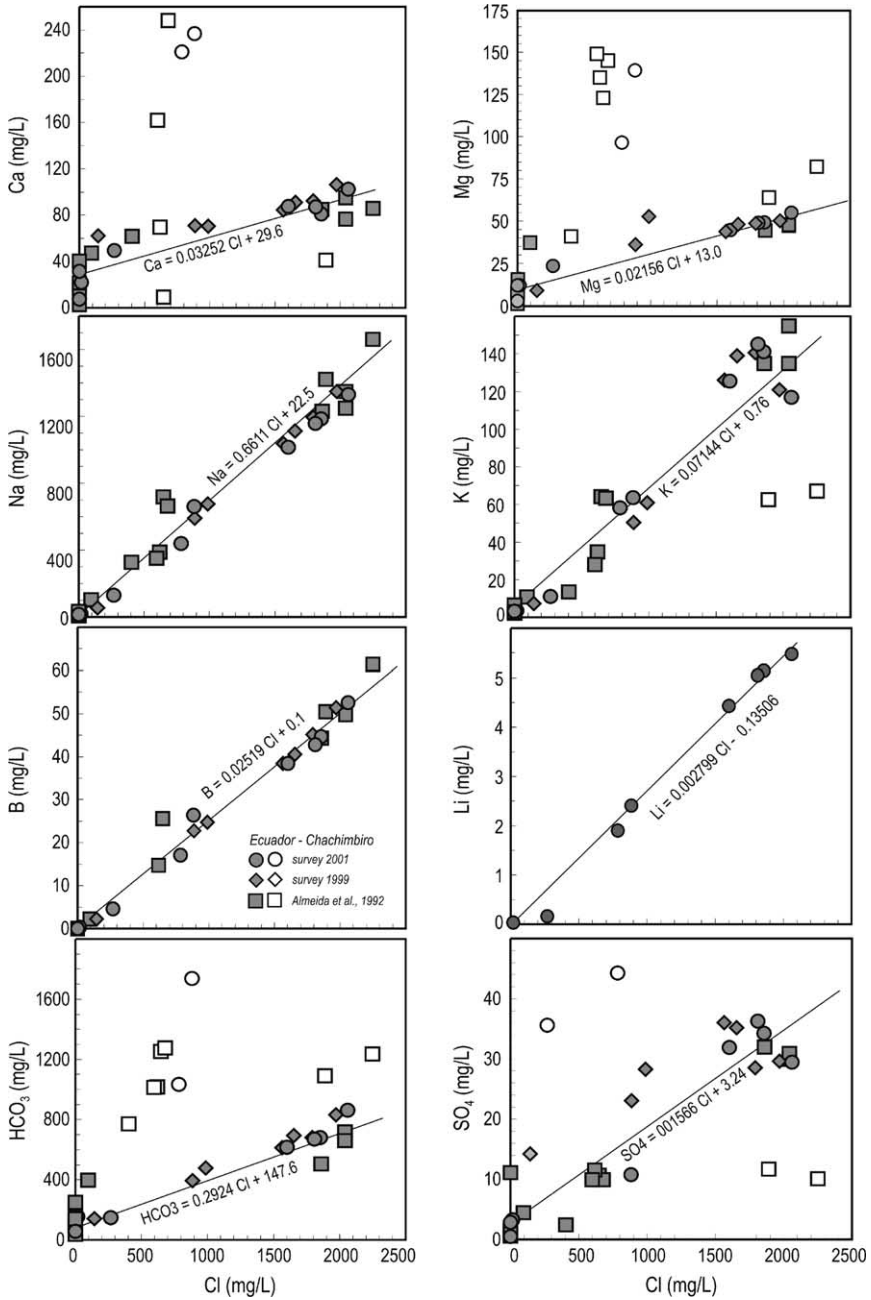 240
200
160
120
80
40
0
Ca (mg/L)
Ca = 0.03252 Cl + 29.6
175
150
125
100
75
50
25
0
Mg (mg/L)
Mg = 0.02156 Cl + 13.0
1600
1200
800
400
0
Na (mg/L)
Na = 0.6611 Cl + 22.5
140
120
100
80
60
40
20
0
K (mg/L)
K = 0.07144 Cl + 0.76
60
50
40
30
20
10
0
B (mg/L)
B = 0.02519 Cl + 0.1
Ecuador - Chachimbiro
survey 2001
survey 1999
Almeida et al., 1992
5
4
3
2
1
0
Li (mg/L)
Li = 0.002799 Cl - 0.13506
1600
1200
800
400
0
HCO3 (mg/L)
HCO3 = 0.2924 Cl + 147.6
0 500 1000 1500 2000 2500
Cl (mg/L)
40
30
20
10
0
SO4 (mg/L)
SO4 = 001566 Cl + 3.24
0 500 1000 1500 2000 2500
Cl (mg/L)